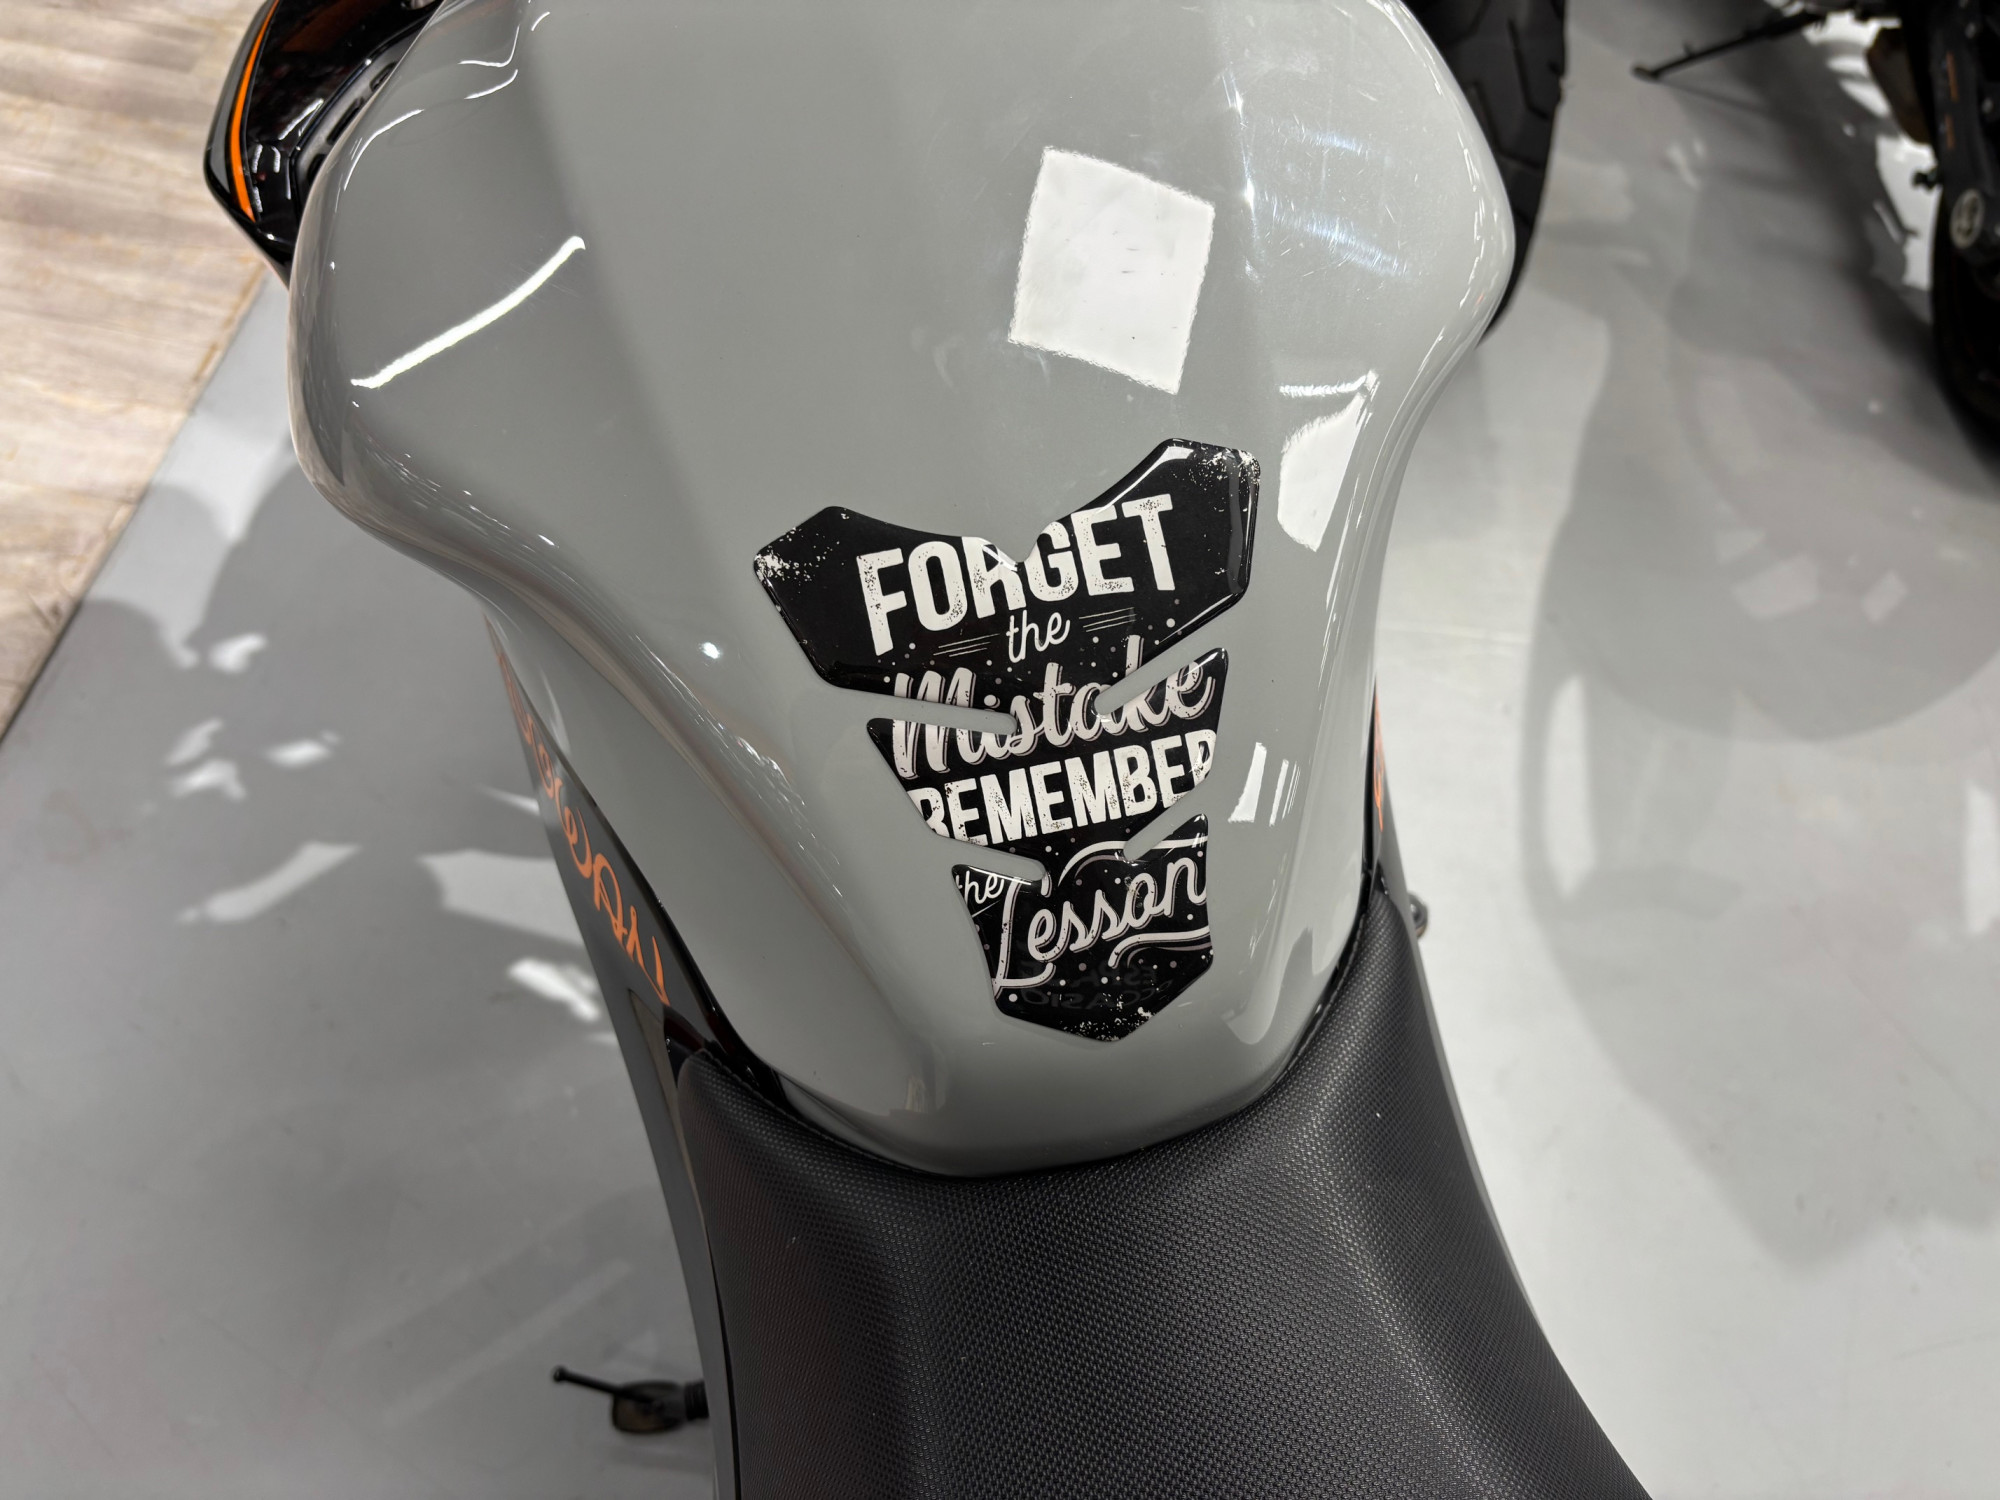 FORGET
the
Mistake
REMEMBER
the Lesson